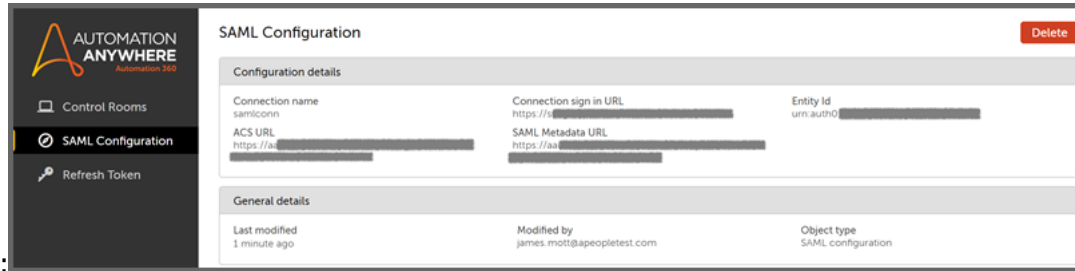 AUTOMATION
ANYWHERE
Automation 360
Control Rooms
SAML Configuration
Refresh Token
SAML Configuration
Delete
Configuration details
Connection name
samlconn
Connection sign in URL
https://s
Entity Id
urn:auth0:
ACS URL
https://aa
SAML Metadata URL
https://aa
General details
Last modified
1 minute ago
Modified by
james.mott@apeopletest.com
Object type
SAML configuration
: